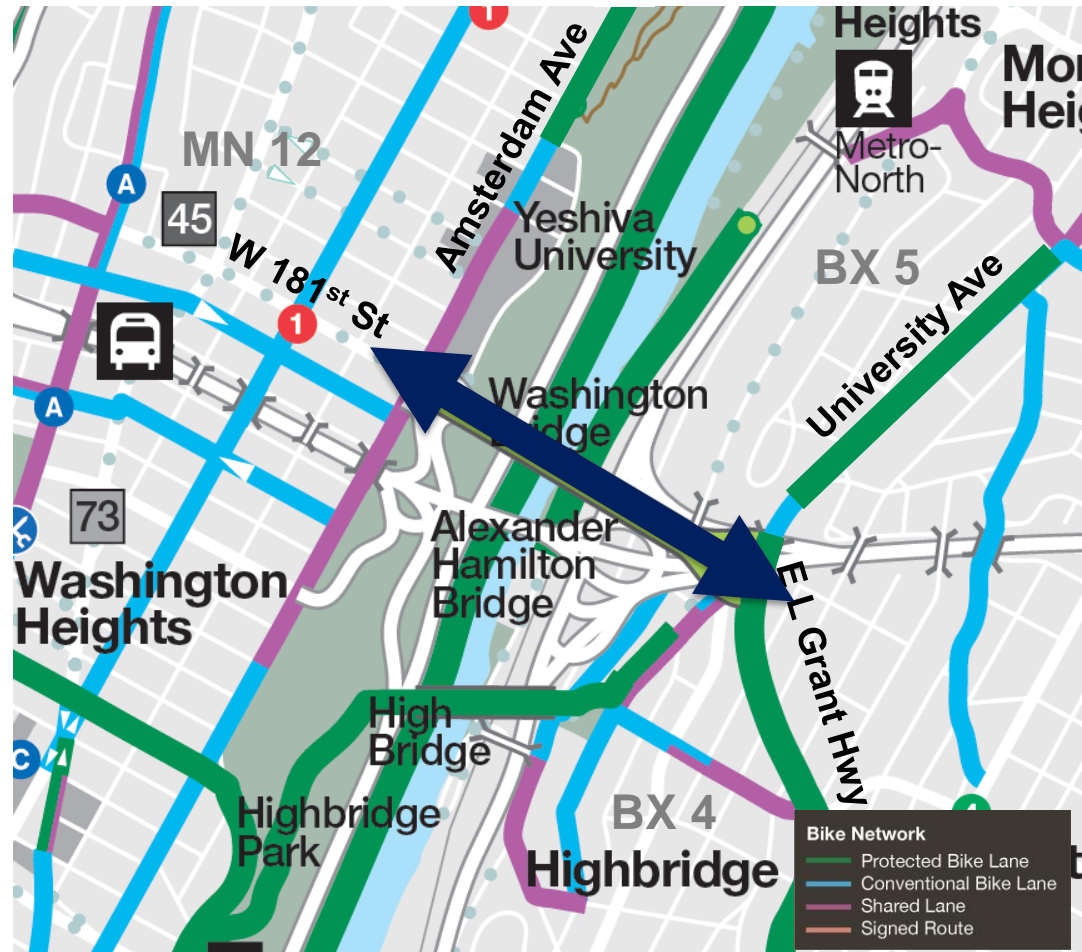 1
Heights
Mor
Heig
Amsterdam Ave
MN 12
Metro-
North
A
45
W 181st St
Yeshiva
University
BX 5
University Ave
1
Washington
Bridge
A
73
Alexander
Hamilton
Bridge
Washington
Heights
E L Grant Hwy
High
Bridge
C
Highbridge
Park
BX 4
Highbridge
4
Bike Network
Protected Bike Lane
Conventional Bike Lane
Shared Lane
Signed Route
t